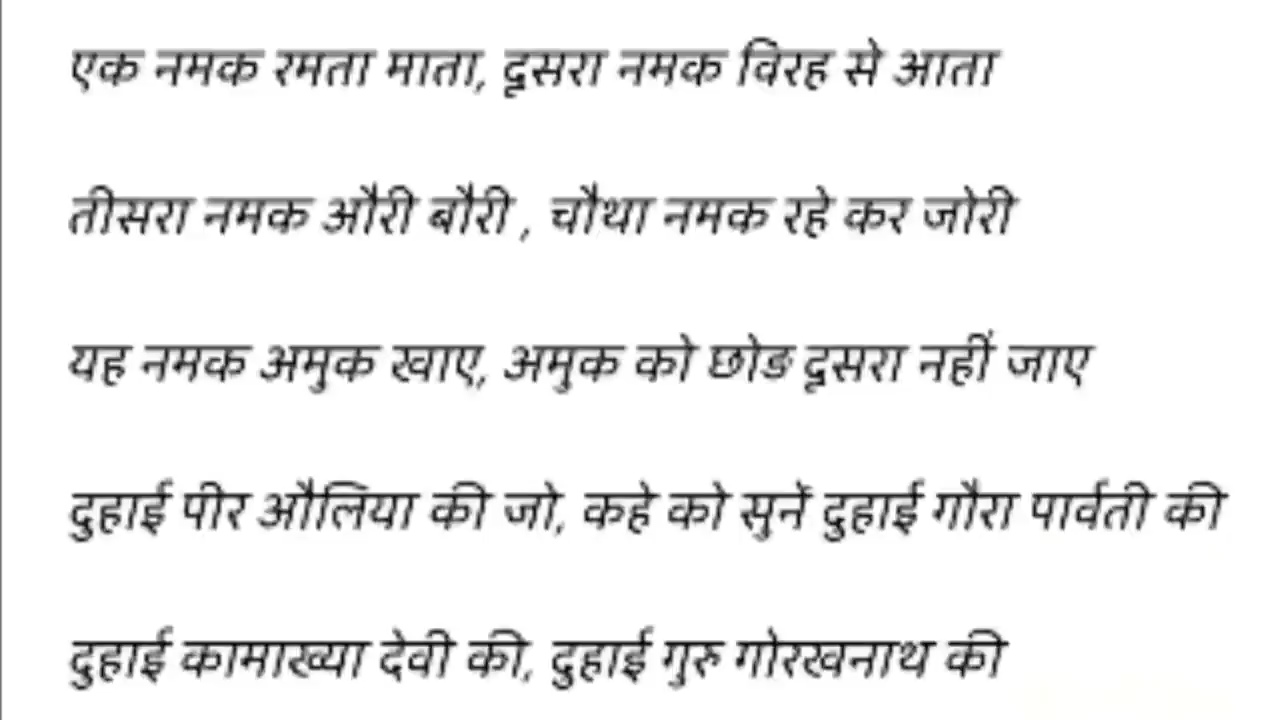 एक नमक रमता माता, दूसरा नमक विरह से आता
तीसरा नमक औरी बौरी , चौथा नमक रहे कर जोरी
यह नमक अमुक खाए, अमुक को छोड दूसरा नहीं जाए
दुहाई पीर औलिया की जो, कहे को सुनें दुहाई गौरा पार्वती की
दुहाई कामाख्या देवी की, दुहाई गुरु गोरखनाथ की